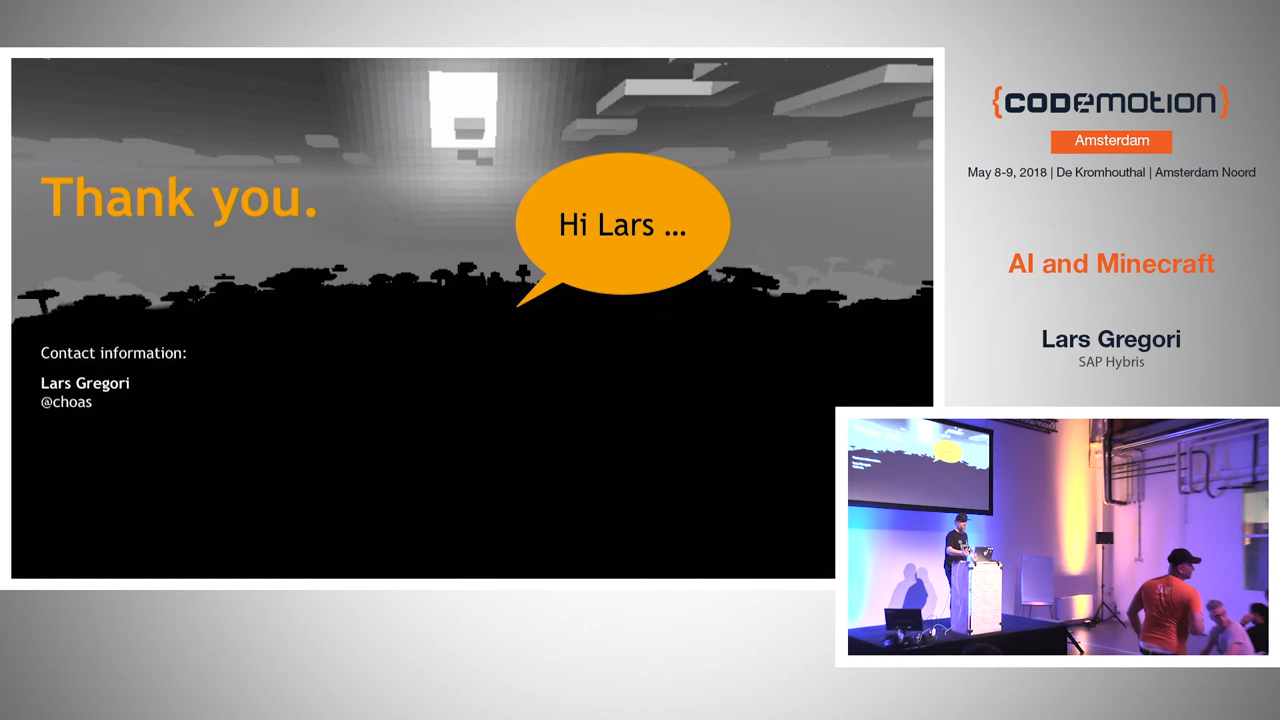 Thank you.
Hi Lars ...
Contact information:
Lars Gregori
@choas
{CODEMOTION}
Amsterdam
May 8-9, 2018 | De Kromhouthal | Amsterdam Noord
AI and Minecraft
Lars Gregori
SAP Hybris